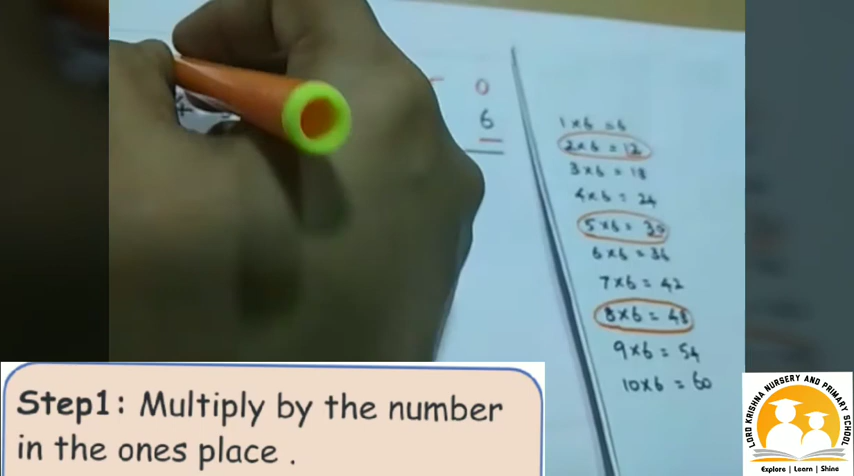 4
0
6
1 x 6 = 6
2 x 6 = 12
3 x 6 = 18
4 x 6 = 24
5 x 6 = 30
6 x 6 = 36
7 x 6 = 42
8 x 6 = 48
9 x 6 = 54
10 x 6 = 60
Step1: Multiply by the number
in the ones place .
LORD KRISHNA NURSERY AND PRIMARY SCHOOL
Explore | Learn | Shine